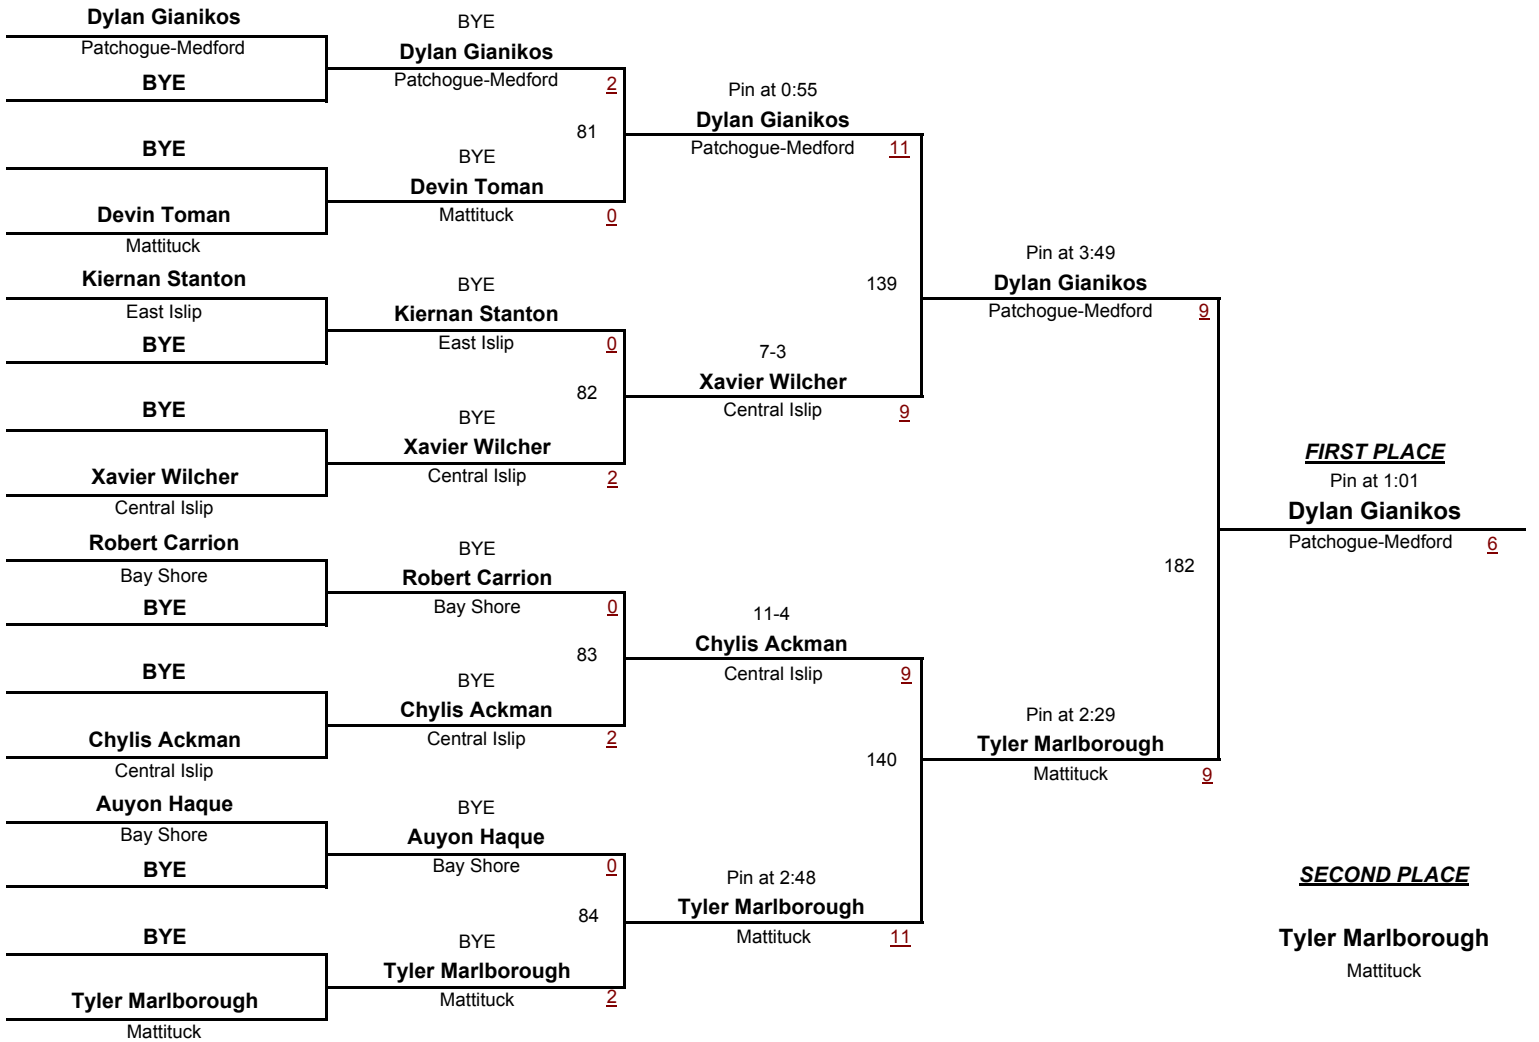 Dylan Gianikos
Patchogue-Medford
BYE
BYE
Devin Toman
Mattituck
Kiernan Stanton
East Islip
BYE
BYE
Xavier Wilcher
Central Islip
Robert Carrion
Bay Shore
BYE
BYE
Chylis Ackman
Central Islip
Auyon Haque
Bay Shore
BYE
BYE
Tyler Marlborough
Mattituck
BYE
Dylan Gianikos
Patchogue-Medford 2
81
BYE
Devin Toman
Mattituck 0
BYE
Kiernan Stanton
East Islip 0
82
BYE
Xavier Wilcher
Central Islip 2
BYE
Robert Carrion
Bay Shore 0
83
BYE
Chylis Ackman
Central Islip 2
BYE
Auyon Haque
Bay Shore 0
84
BYE
Tyler Marlborough
Mattituck 2
Pin at 0:55
Dylan Gianikos
Patchogue-Medford 11
139
7-3
Xavier Wilcher
Central Islip 9
11-4
Chylis Ackman
Central Islip 9
140
Pin at 2:48
Tyler Marlborough
Mattituck 11
Pin at 3:49
Dylan Gianikos
Patchogue-Medford 9
182
Pin at 2:29
Tyler Marlborough
Mattituck 9
FIRST PLACE
Pin at 1:01
Dylan Gianikos
Patchogue-Medford 6
SECOND PLACE
Tyler Marlborough
Mattituck